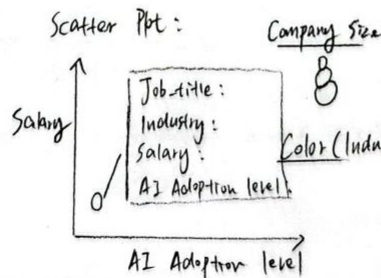 Scatter Plot:
Company Size
Salary
Job-title:
Industry:
Salary:
AI Adoption level:
Color (Indu
AI Adoption level